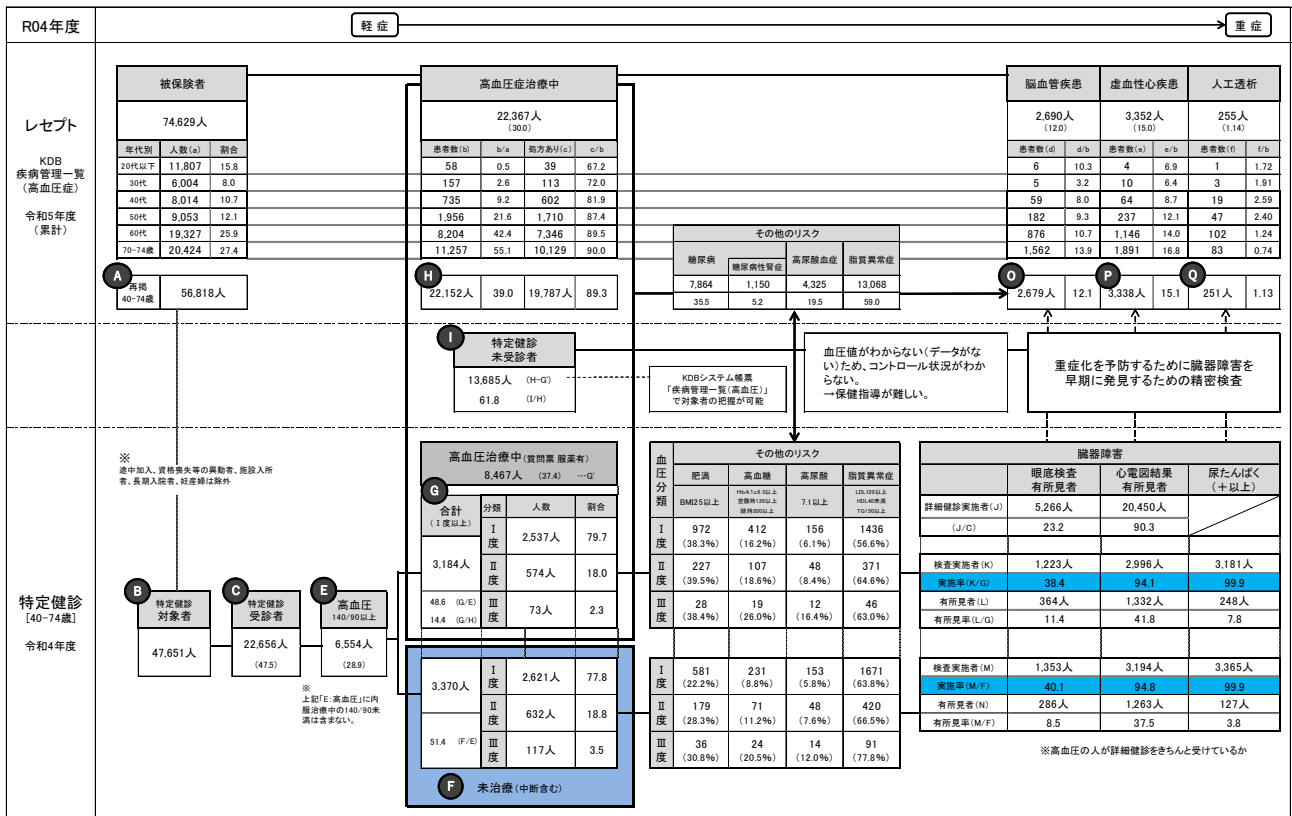 R04年度
軽症
重症
レセプト
KDB
疾病管理一覧
(高血圧症)
令和5年度
(累計)
被保険者
74,629人
年代別 人数(a) 割合
20代以下 11,807 15.8
30代 6,004 8.0
40代 8,014 10.7
50代 9,053 12.1
60代 19,327 25.9
70-74歳 20,424 27.4
A
再掲
40-74歳
56,818人
高血圧症治療中
22,367人
(30.0)
患者数(b) b/a 処方あり(c) c/b
58 0.5 39 67.2
157 2.6 113 72.0
735 9.2 602 81.9
1,956 21.6 1,710 87.4
8,204 42.4 7,346 89.5
11,257 55.1 10,129 90.0
H
22,152人 39.0 19,787人 89.3
その他のリスク
糖尿病 糖尿病性腎症 高尿酸血症 脂質異常症
7,864 1,150 4,325 13,068
35.5 5.2 19.5 59.0
脳血管疾患 虚血性心疾患 人工透析
2,690人 3,352人 255人
(12.0) (15.0) (1.14)
患者数(d) d/b 患者数(e) e/b 患者数(f) f/b
6 10.3 4 6.9 1 1.72
5 3.2 10 6.4 3 1.91
59 8.0 64 8.7 19 2.59
182 9.3 237 12.1 47 2.40
876 10.7 1,146 14.0 102 1.24
1,562 13.9 1,891 16.8 83 0.74
O P Q
2,679人 12.1 3,338人 15.1 251人 1.13
I
特定健診
未受診者
13,685人 (H-G')
61.8 (I/H)
KDBシステム帳票
「疾病管理一覧(高血圧)」
で対象者の把握が可能
血圧値がわからない(データがな
い)ため、コントロール状況がわか
らない。
→保健指導が難しい。
重症化を予防するために臓器障害を
早期に発見するための精密検査
※
途中加入、資格喪失等の異動者、施設入所
者、長期入院者、妊産婦は除外
特定健診
[40-74歳]
令和4年度
B
特定健診
対象者
47,651人
C
特定健診
受診者
22,656人
(47.5)
E
高血圧
140/90以上
6,554人
(28.9)
※
上記「E:高血圧」に内
服治療中の140/90未
満は含まない。
高血圧治療中(質問票 服薬有)
8,467人 (37.4) …G'
G
合計
(Ⅰ度以上)
分類 人数 割合
3,184人
Ⅰ度 2,537人 79.7
Ⅱ度 574人 18.0
48.6 (G/E)
14.4 (G/H)
Ⅲ度 73人 2.3
3,370人
Ⅰ度 2,621人 77.8
Ⅱ度 632人 18.8
51.4 (F/E)
Ⅲ度 117人 3.5
F 未治療(中断含む)
血圧分類
その他のリスク
肥満 高血糖 高尿酸 脂質異常症
BMI25以上
HbA1c6.5以上
空腹時126以上
随時200以上
7.1以上
LDL120以上
HDL40未満
TG150以上
Ⅰ度 972 412 156 1436
(38.3%) (16.2%) (6.1%) (56.6%)
Ⅱ度 227 107 48 371
(39.5%) (18.6%) (8.4%) (64.6%)
Ⅲ度 28 19 12 46
(38.4%) (26.0%) (16.4%) (63.0%)
Ⅰ度 581 231 153 1671
(22.2%) (8.8%) (5.8%) (63.8%)
Ⅱ度 179 71 48 420
(28.3%) (11.2%) (7.6%) (66.5%)
Ⅲ度 36 24 14 91
(30.8%) (20.5%) (12.0%) (77.8%)
臓器障害
眼底検査
有所見者
心電図結果
有所見者
尿たんぱく
(+以上)
詳細健診実施者(J) 5,266人 20,450人
(J/C) 23.2 90.3
検査実施者(K) 1,223人 2,996人 3,181人
実施率(K/G) 38.4 94.1 99.9
有所見者(L) 364人 1,332人 248人
有所見率(L/G) 11.4 41.8 7.8
検査実施者(M) 1,353人 3,194人 3,365人
実施率(M/F) 40.1 94.8 99.9
有所見者(N) 286人 1,263人 127人
有所見率(M/F) 8.5 37.5 3.8
※高血圧の人が詳細健診をきちんと受けているか